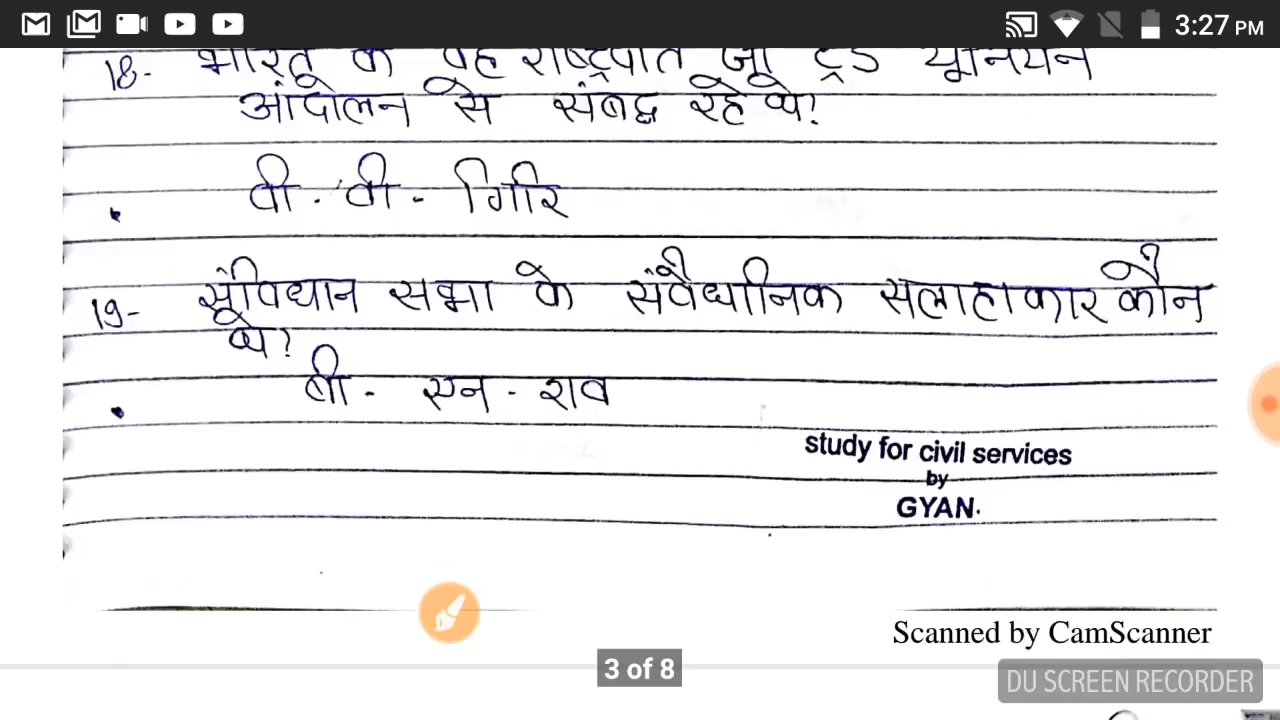 3:27 PM
18- भारत के वह राष्ट्रपति जो ट्रेड यूनियन
आंदोलन से संबद्ध रहे थे?
वी. वी. गिरि
19- संविधान सभा के संवैधानिक सलाहाकार कौन
थे?
बी. एन. राव
study for civil services
by
GYAN.
Scanned by CamScanner
3 of 8
DU SCREEN RECORDER